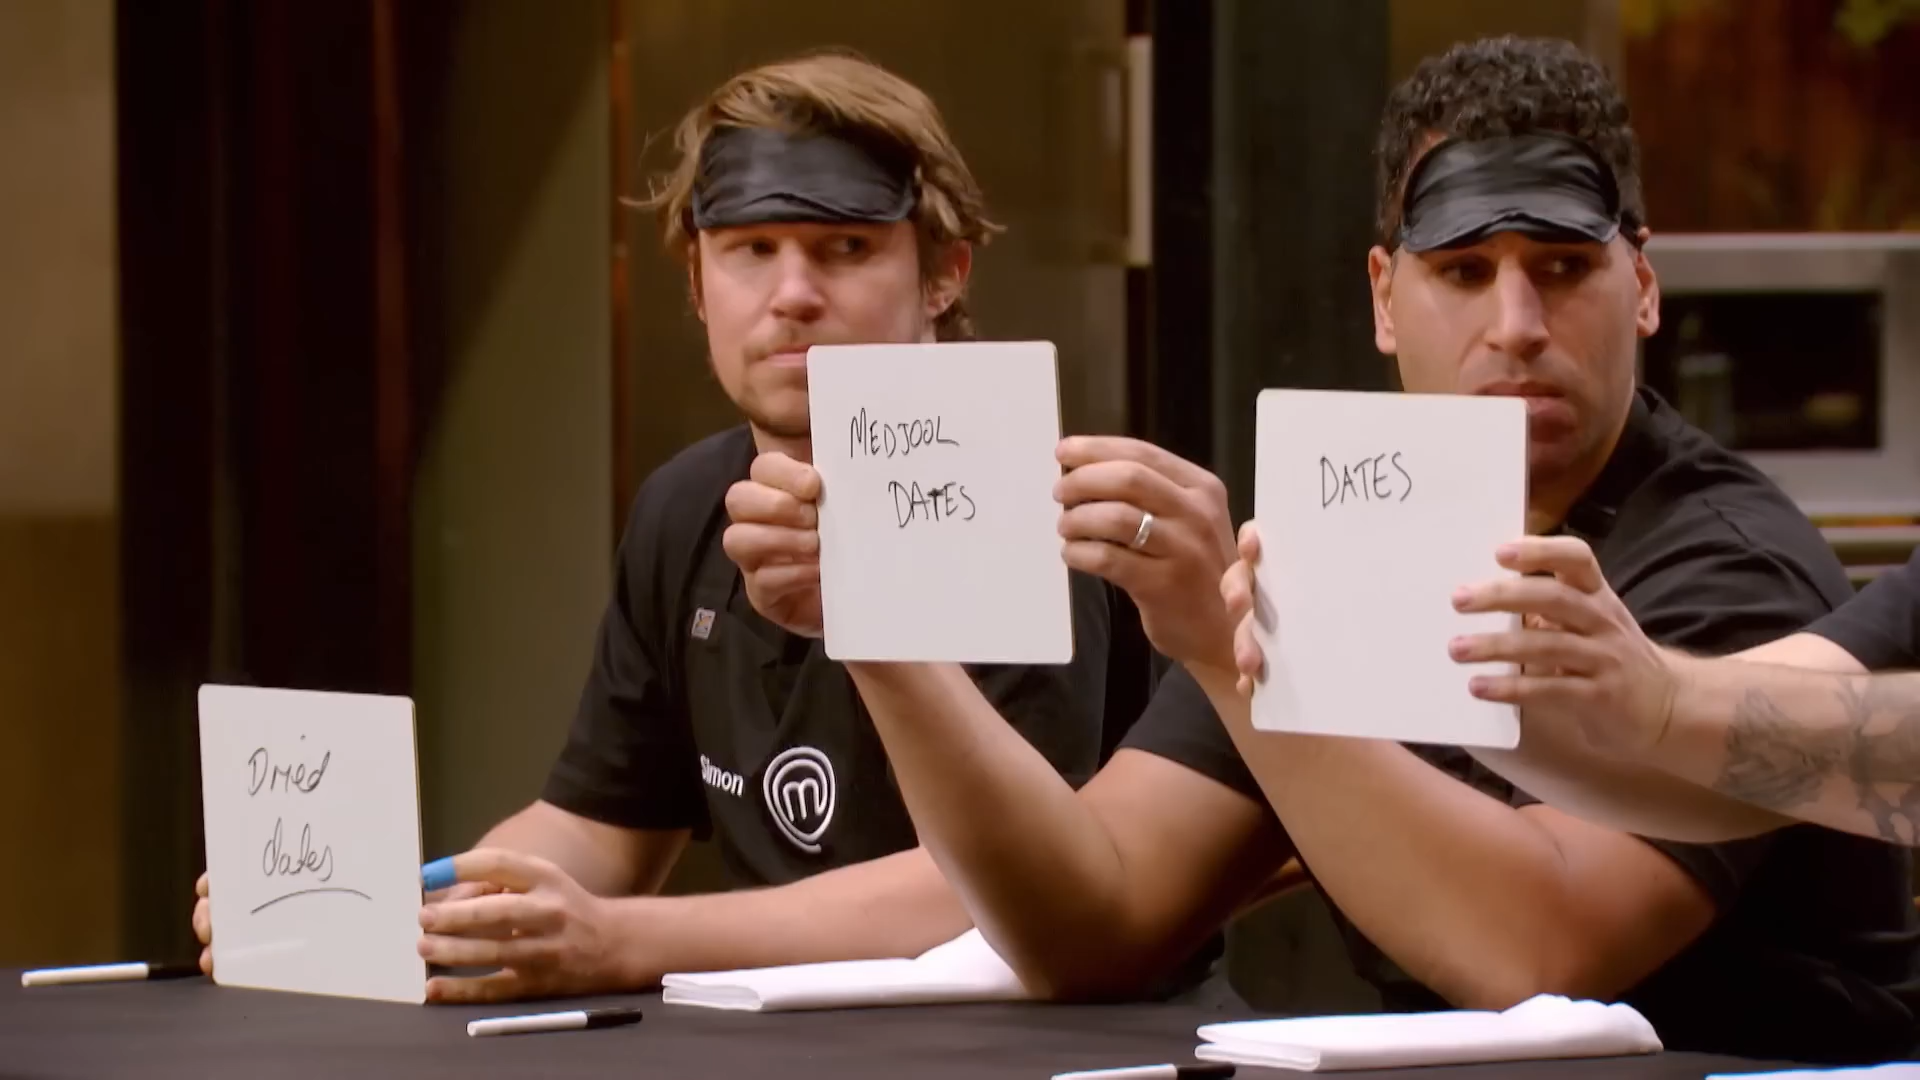 Dried
dates
MEDJOOL
DATES
DATES
Simon